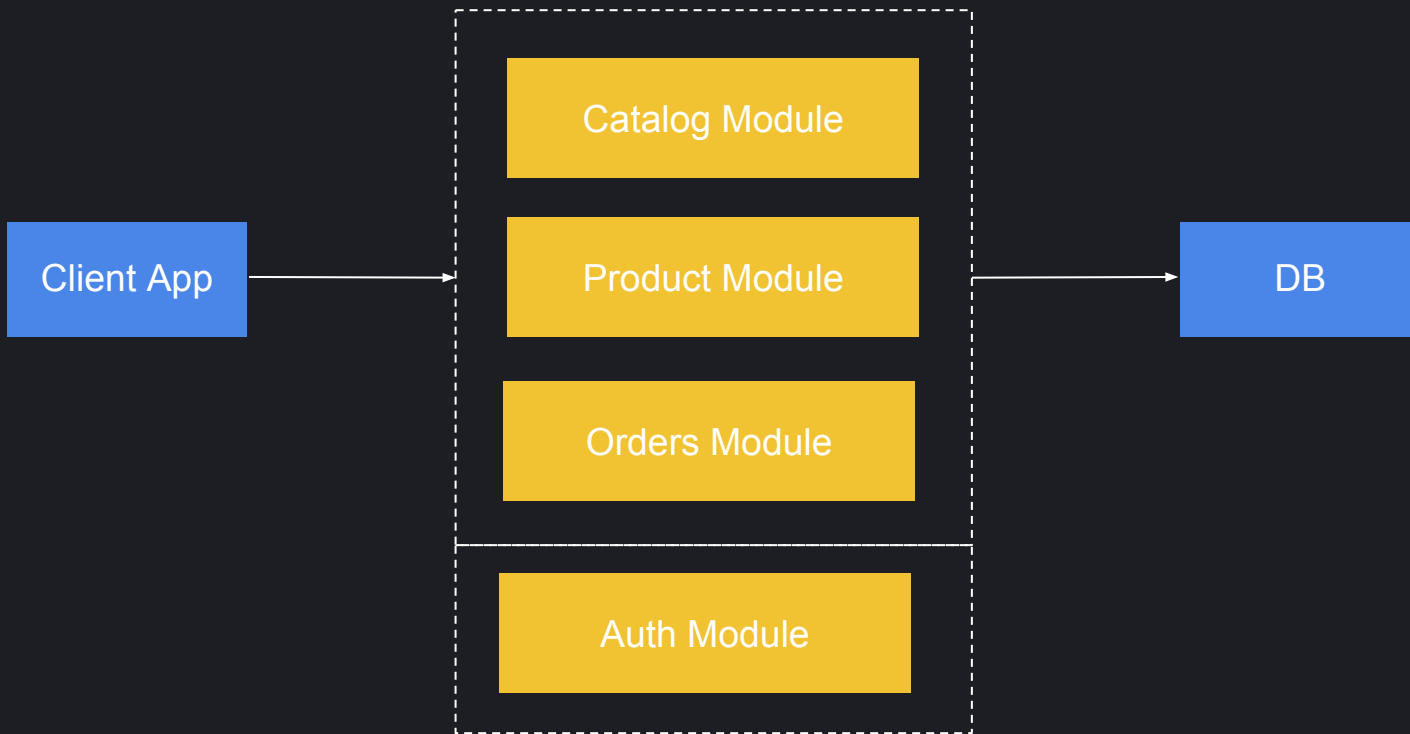 Catalog Module
Client App
Product Module
DB
Orders Module
Auth Module